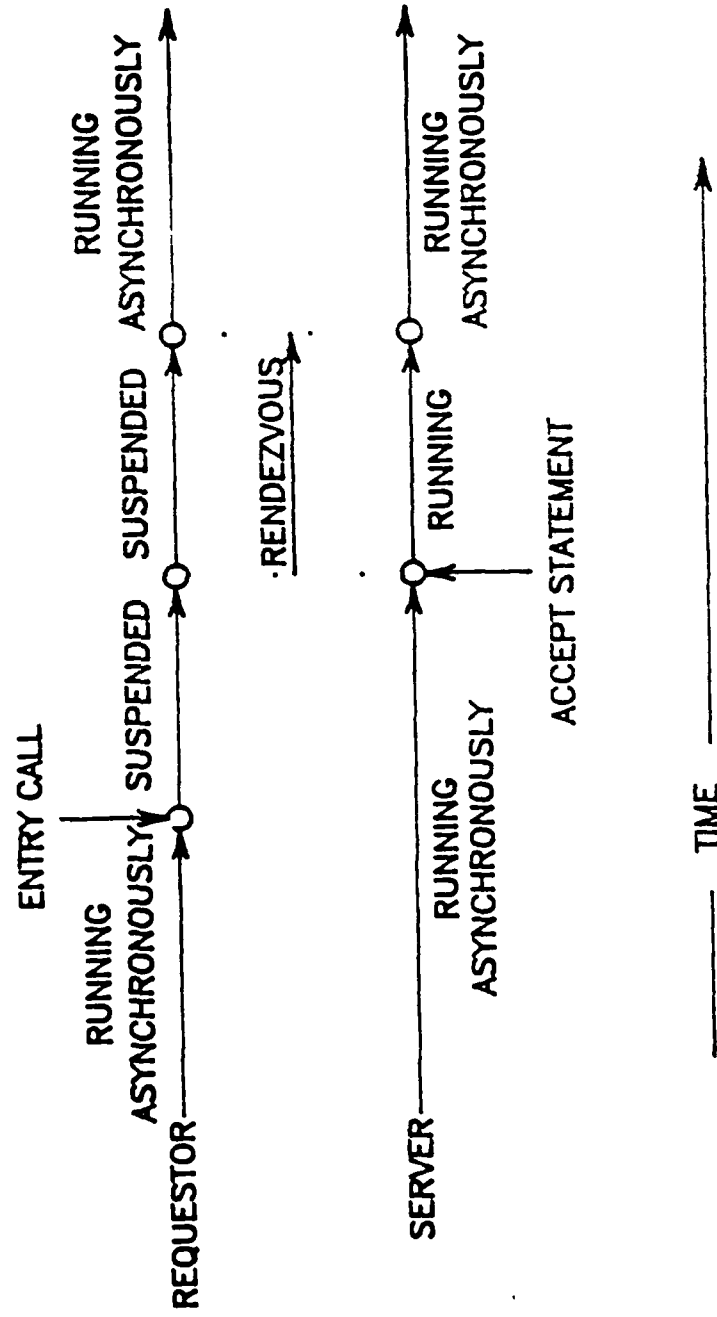 ENTRY CALL
RUNNING
ASYNCHRONOUSLY
SUSPENDED
SUSPENDED
RUNNING
ASYNCHRONOUSLY
REQUESTOR
RENDEZVOUS
SERVER
RUNNING
ASYNCHRONOUSLY
RUNNING
RUNNING
ASYNCHRONOUSLY
ACCEPT STATEMENT
TIME